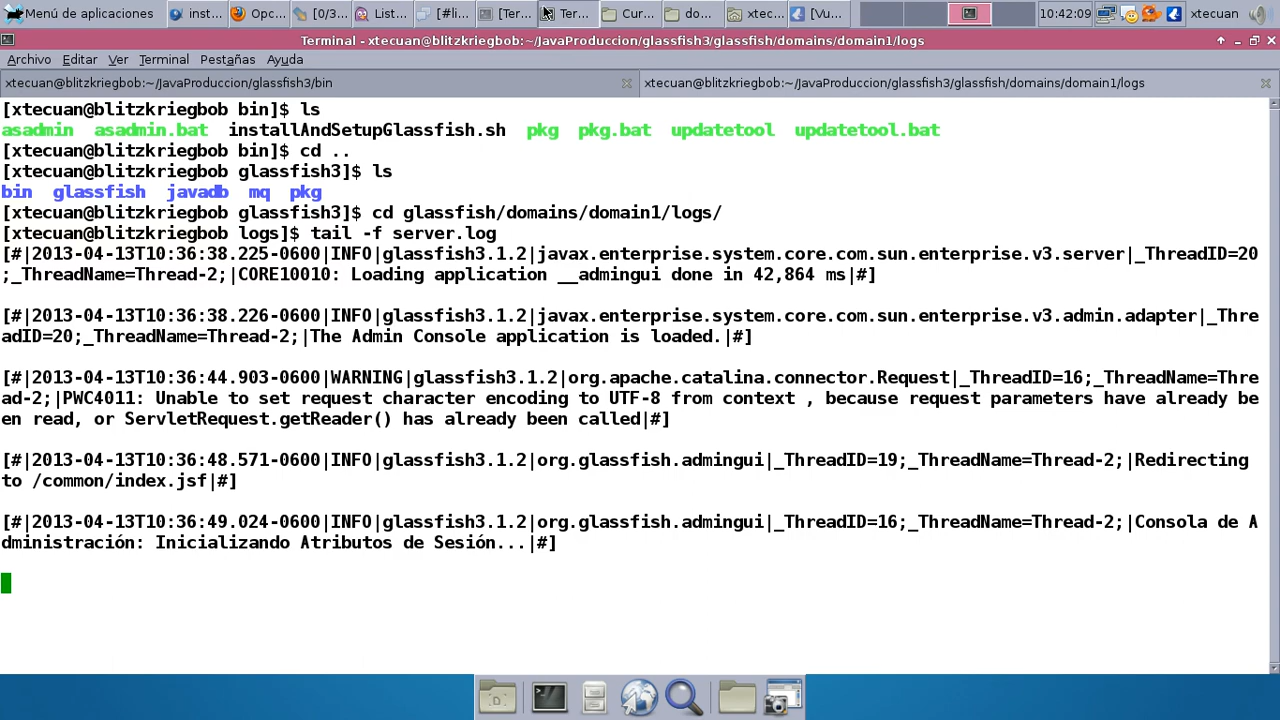 Menú de aplicaciones
inst...
Opc...
[0/3...
List...
[#li...
[Ter...
Ter...
Cur...
do...
xtec...
[Vu...
10:42:09
xtecuan
Terminal - xtecuan@blitzkriegbob:~/JavaProduccion/glassfish3/glassfish/domains/domain1/logs
Archivo Editar Ver Terminal Pestañas Ayuda
xtecuan@blitzkriegbob:~/JavaProduccion/glassfish3/bin
xtecuan@blitzkriegbob:~/JavaProduccion/glassfish3/glassfish/domains/domain1/logs
[xtecuan@blitzkriegbob bin]$ ls
asadmin asadmin.bat installAndSetupGlassfish.sh pkg pkg.bat updatetool updatetool.bat
[xtecuan@blitzkriegbob bin]$ cd ..
[xtecuan@blitzkriegbob glassfish3]$ ls
bin glassfish javadb mq pkg
[xtecuan@blitzkriegbob glassfish3]$ cd glassfish/domains/domain1/logs/
[xtecuan@blitzkriegbob logs]$ tail -f server.log
[#|2013-04-13T10:36:38.225-0600|INFO|glassfish3.1.2|javax.enterprise.system.core.com.sun.enterprise.v3.server|_ThreadID=20
;_ThreadName=Thread-2;|CORE10010: Loading application __admingui done in 42,864 ms|#]
[#|2013-04-13T10:36:38.226-0600|INFO|glassfish3.1.2|javax.enterprise.system.core.com.sun.enterprise.v3.admin.adapter|_Thre
adID=20;_ThreadName=Thread-2;|The Admin Console application is loaded.|#]
[#|2013-04-13T10:36:44.903-0600|WARNING|glassfish3.1.2|org.apache.catalina.connector.Request|_ThreadID=16;_ThreadName=Thre
ad-2;|PWC4011: Unable to set request character encoding to UTF-8 from context , because request parameters have already be
en read, or ServletRequest.getReader() has already been called|#]
[#|2013-04-13T10:36:48.571-0600|INFO|glassfish3.1.2|org.glassfish.admingui|_ThreadID=19;_ThreadName=Thread-2;|Redirecting
to /common/index.jsf|#]
[#|2013-04-13T10:36:49.024-0600|INFO|glassfish3.1.2|org.glassfish.admingui|_ThreadID=16;_ThreadName=Thread-2;|Consola de A
dministración: Inicializando Atributos de Sesión...|#]